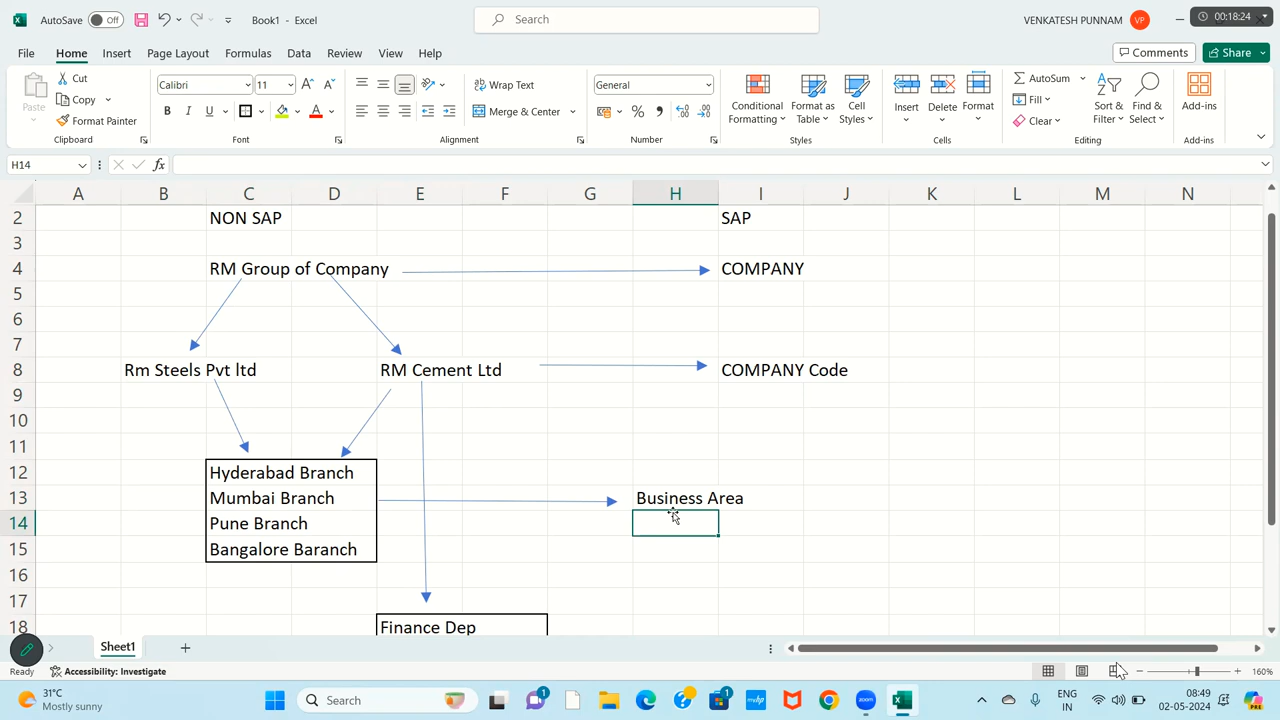 AutoSave Off Book1 - Excel Search VENKATESH PUNNAM VP 00:18:24
File Home Insert Page Layout Formulas Data Review View Help Comments Share
Paste Cut Copy Format Painter Clipboard
Calibri 11 A A B I U A Font
Wrap Text Merge & Center Alignment
General % , Number
Conditional Formatting Format as Table Cell Styles Styles
Insert Delete Format Cells
AutoSum Fill Clear Sort & Filter Find & Select Editing
Add-ins Add-ins
H14 fx
A B C D E F G H I J K L M N
2 NON SAP SAP
3
4 RM Group of Company COMPANY
5
6
7
8 Rm Steels Pvt ltd RM Cement Ltd COMPANY Code
9
10
11
12 Hyderabad Branch
13 Mumbai Branch Business Area
14 Pune Branch
15 Bangalore Baranch
16
17
18 Finance Dep
Sheet1
Ready Accessibility: Investigate 160%
31°C Mostly sunny Search 1 1 ENG IN 08:49 02-05-2024 PRE